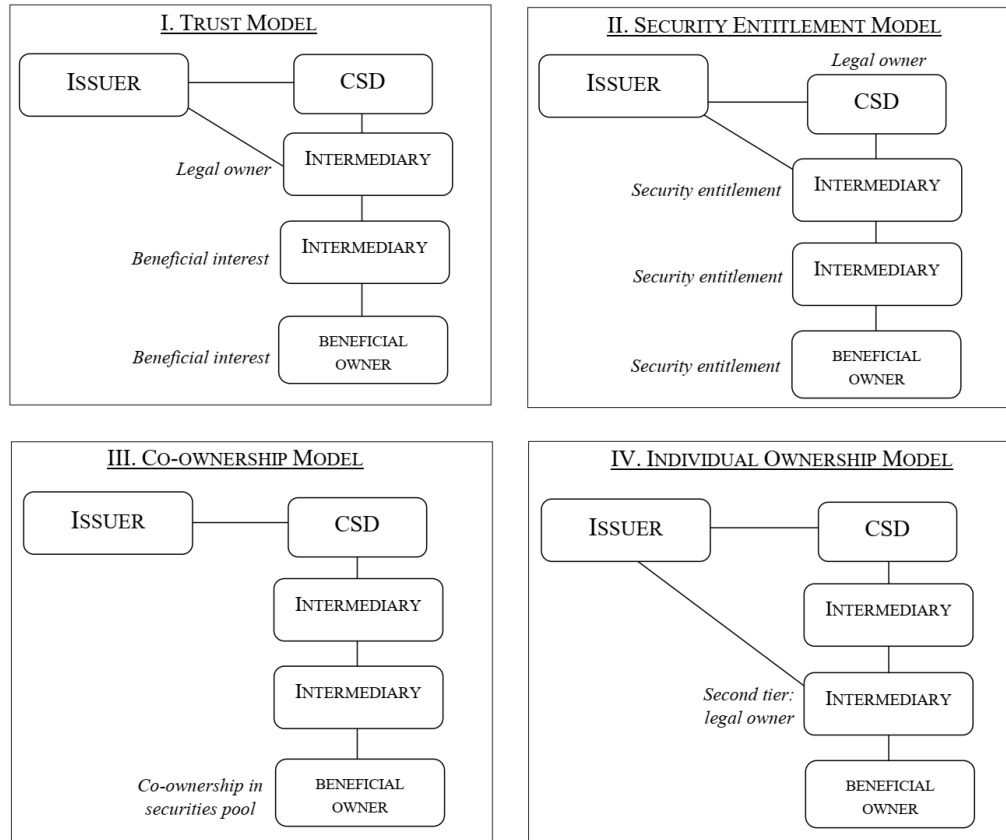 I. TRUST MODEL
ISSUER
CSD
Legal owner
INTERMEDIARY
Beneficial interest
INTERMEDIARY
Beneficial interest
BENEFICIAL
OWNER
II. SECURITY ENTITLEMENT MODEL
Legal owner
ISSUER
CSD
Security entitlement
INTERMEDIARY
Security entitlement
INTERMEDIARY
Security entitlement
BENEFICIAL
OWNER
III. CO-OWNERSHIP MODEL
ISSUER
CSD
INTERMEDIARY
INTERMEDIARY
Co-ownership in
securities pool
BENEFICIAL
OWNER
IV. INDIVIDUAL OWNERSHIP MODEL
ISSUER
CSD
INTERMEDIARY
Second tier:
legal owner
INTERMEDIARY
BENEFICIAL
OWNER